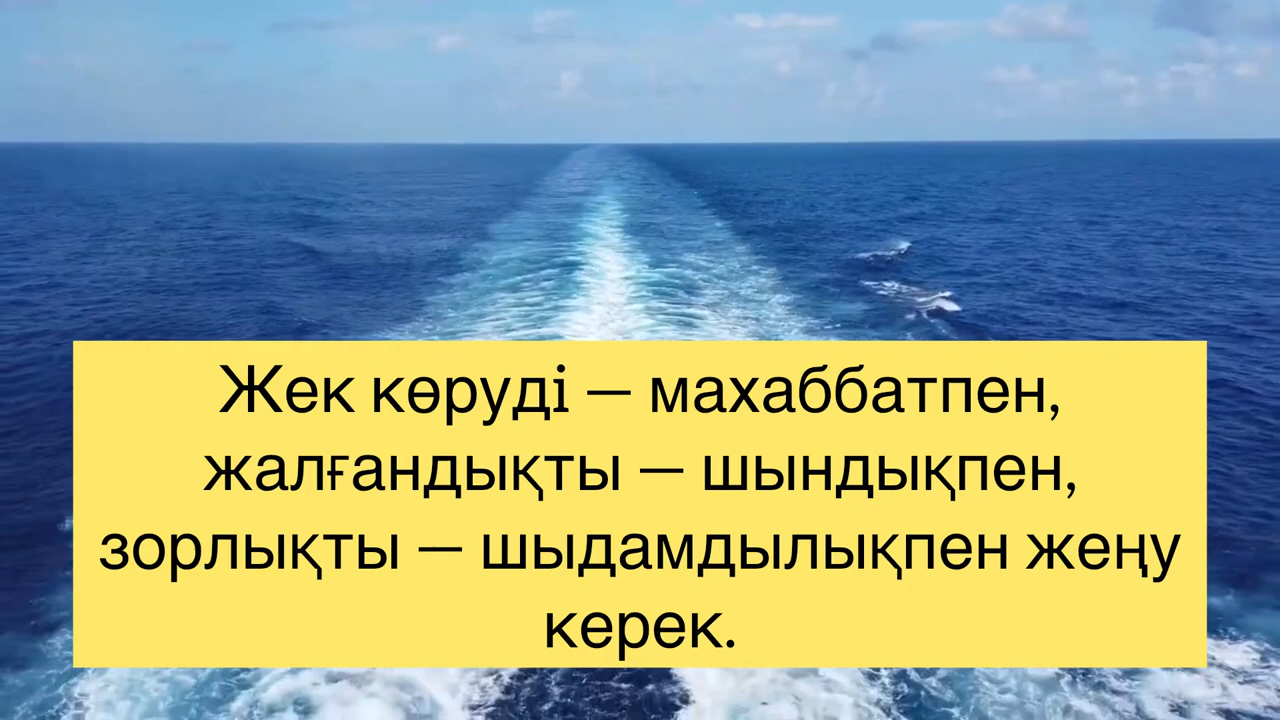 Жек көруді — махаббатпен,
жалғандықты — шындықпен,
зорлықты — шыдамдылықпен жеңу
керек.